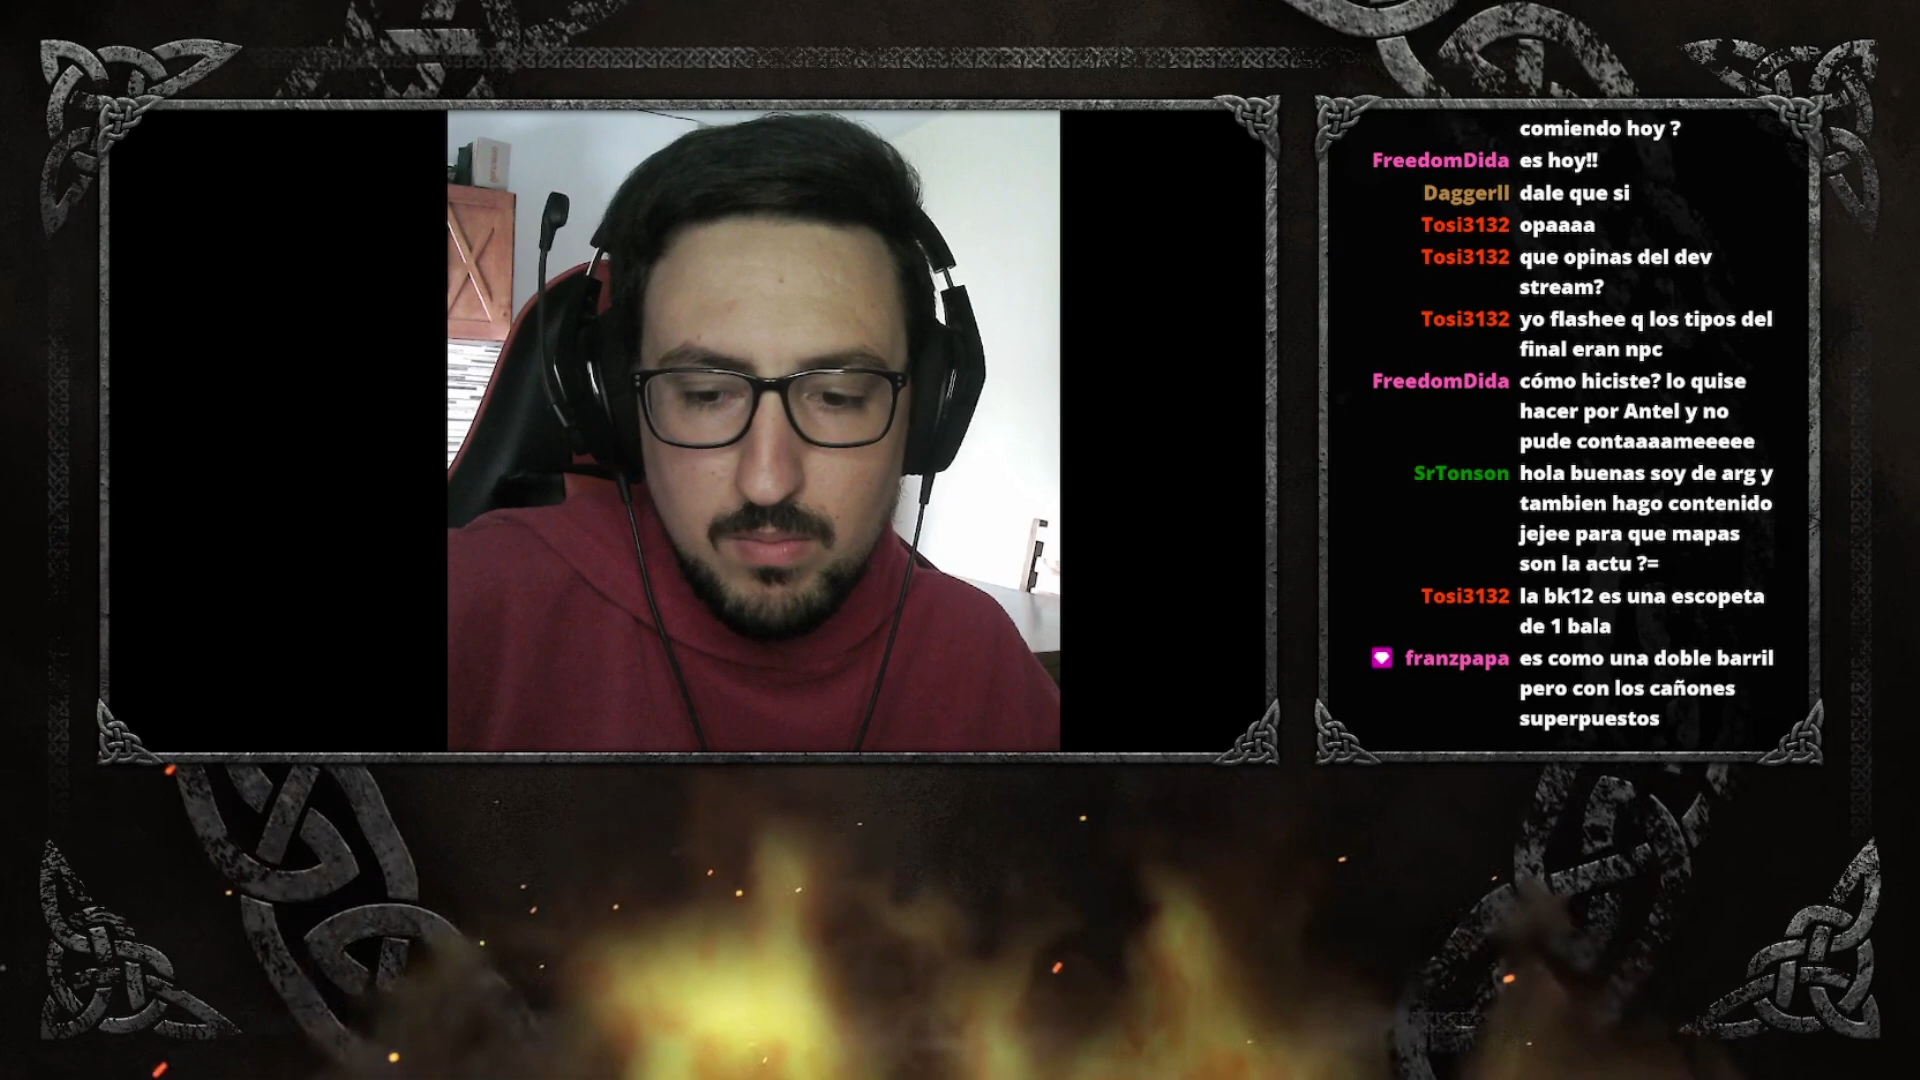 comiendo hoy ?
FreedomDida es hoy!!
Daggerll dale que si
Tosi3132 opaaaa
Tosi3132 que opinas del dev
stream?
Tosi3132 yo flashee q los tipos del
final eran npc
FreedomDida cómo hiciste? lo quise
hacer por Antel y no
pude contaaaameeeee
SrTonson hola buenas soy de arg y
tambien hago contenido
jejee para que mapas
son la actu ?=
Tosi3132 la bk12 es una escopeta
de 1 bala
franzpapa es como una doble barril
pero con los cañones
superpuestos